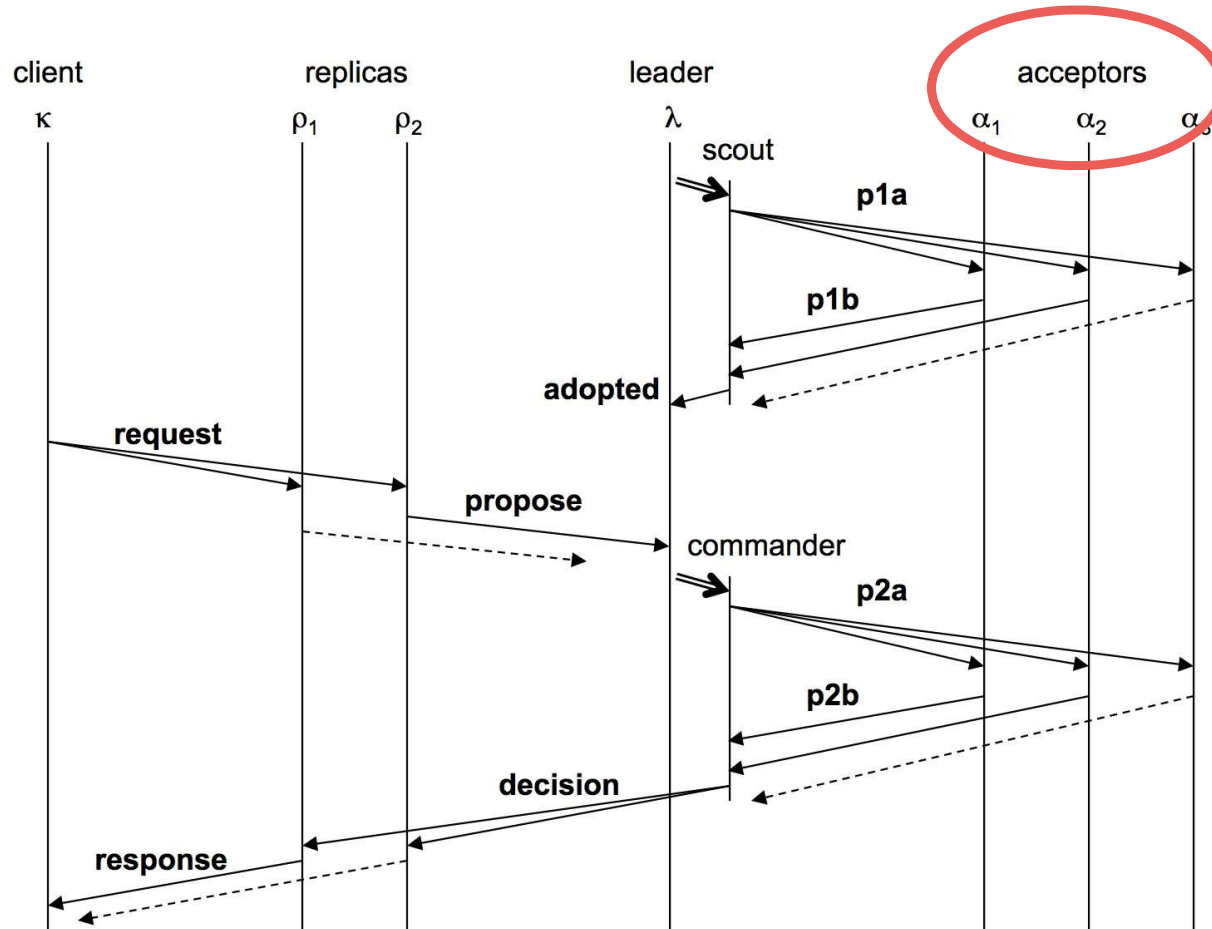 client replicas leader acceptors
κ ρ1 ρ2 λ α1 α2 α3
scout
p1a
p1b
adopted
request
propose
commander
p2a
p2b
decision
response